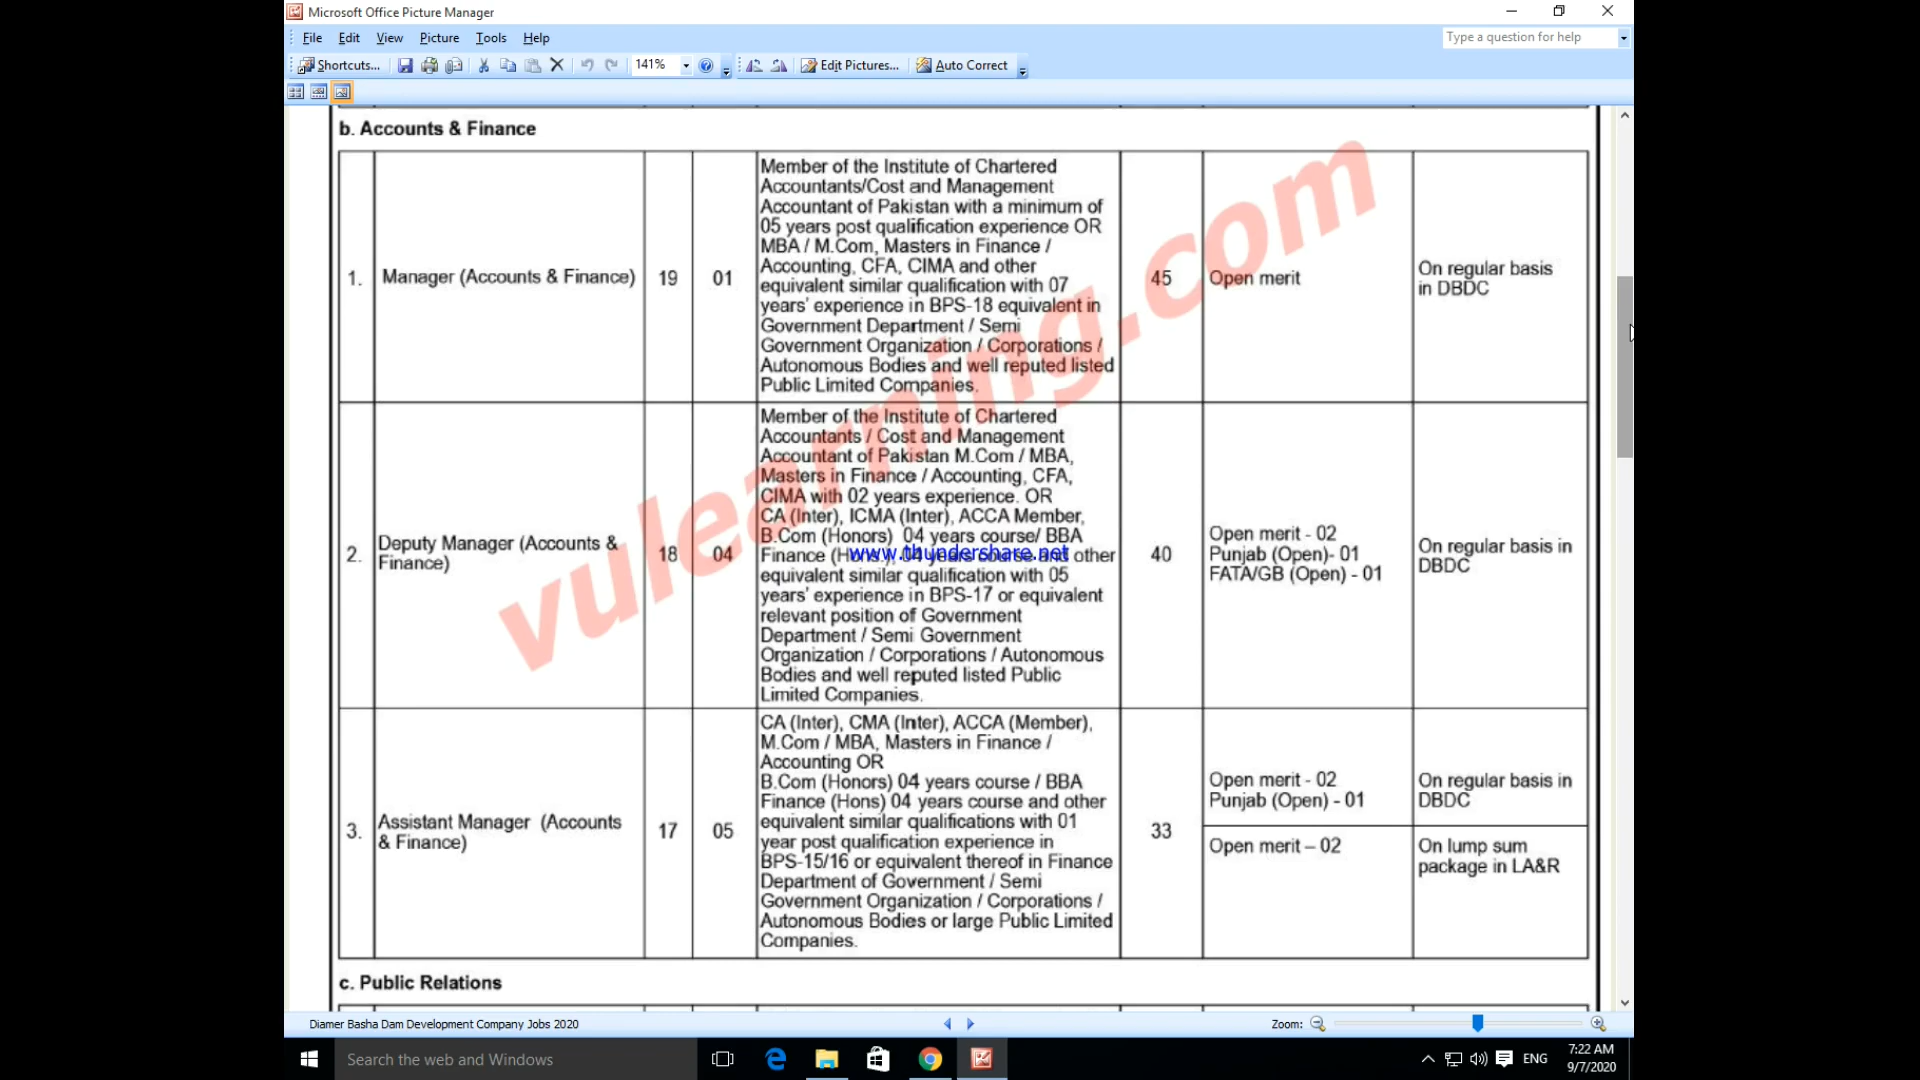 Microsoft Office Picture Manager
File Edit View Picture Tools Help
Type a question for help
Shortcuts... 141% Edit Pictures... Auto Correct
b. Accounts & Finance
1. Manager (Accounts & Finance) 19 01
Member of the Institute of Chartered
Accountants/Cost and Management
Accountant of Pakistan with a minimum of
05 years post qualification experience OR
MBA / M.Com, Masters in Finance /
Accounting, CFA, CIMA and other
equivalent similar qualification with 07
years' experience in BPS-18 equivalent in
Government Department / Semi
Government Organization / Corporations /
Autonomous Bodies and well reputed listed
Public Limited Companies.
45
Open merit
On regular basis
in DBDC
2. Deputy Manager (Accounts &
Finance)
18 04
Member of the Institute of Chartered
Accountants / Cost and Management
Accountant of Pakistan M.Com / MBA,
Masters in Finance / Accounting, CFA,
CIMA with 02 years experience. OR
CA (Inter), ICMA (Inter), ACCA Member,
B.Com (Honors) 04 years course/ BBA
Finance (Hons.), 04 years course and other
equivalent similar qualification with 05
years' experience in BPS-17 or equivalent
relevant position of Government
Department / Semi Government
Organization / Corporations / Autonomous
Bodies and well reputed listed Public
Limited Companies.
40
Open merit - 02
Punjab (Open)- 01
FATA/GB (Open) - 01
On regular basis in
DBDC
3. Assistant Manager (Accounts
& Finance)
17 05
CA (Inter), CMA (Inter), ACCA (Member),
M.Com / MBA, Masters in Finance /
Accounting OR
B.Com (Honors) 04 years course / BBA
Finance (Hons) 04 years course and other
equivalent similar qualifications with 01
year post qualification experience in
BPS-15/16 or equivalent thereof in Finance
Department of Government / Semi
Government Organization / Corporations /
Autonomous Bodies or large Public Limited
Companies.
33
Open merit - 02
Punjab (Open) - 01
On regular basis in
DBDC
Open merit – 02
On lump sum
package in LA&R
c. Public Relations
vulearning.com
www.thundershare.net
Diamer Basha Dam Development Company Jobs 2020
Zoom:
Search the web and Windows
ENG
7:22 AM
9/7/2020